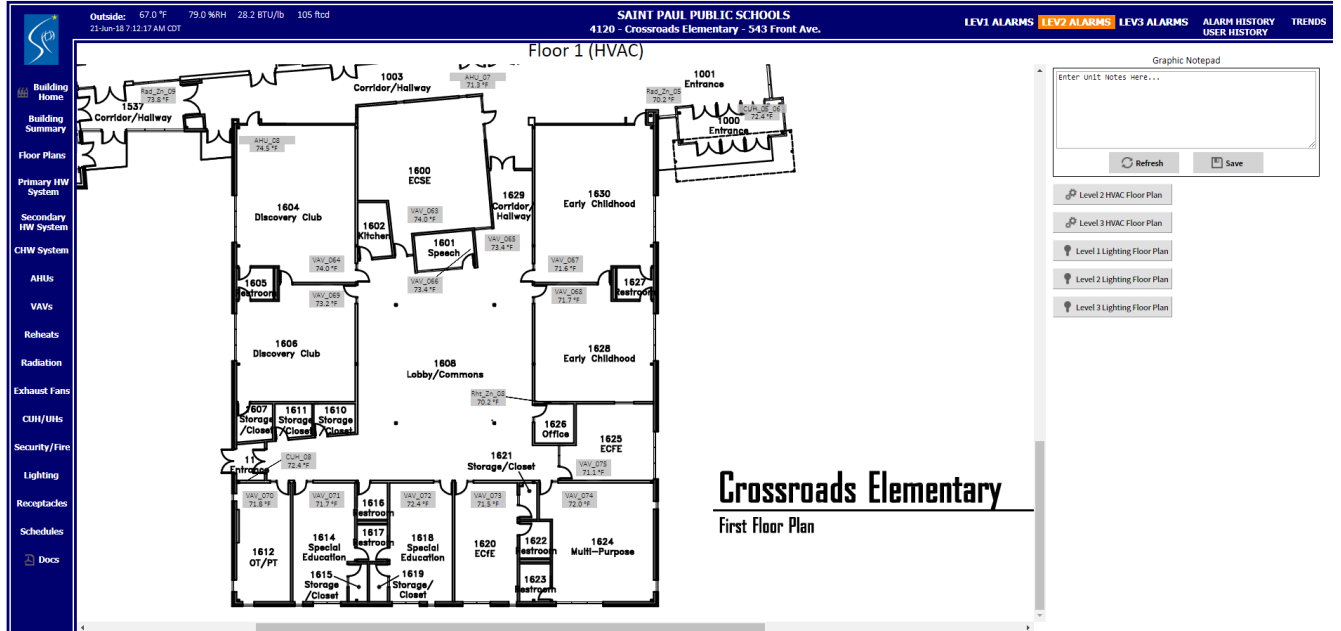 Outside: 67.0 °F 79.0 %RH 28.2 BTU/lb 105 ftcd
21-Jun-18 7:12:17 AM CDT
SAINT PAUL PUBLIC SCHOOLS
4120 - Crossroads Elementary - 543 Front Ave.
LEV1 ALARMS LEV2 ALARMS LEV3 ALARMS
ALARM HISTORY TRENDS
USER HISTORY
Building
Home
Building
Summary
Floor Plans
Primary HW
System
Secondary
HW System
CHW System
AHUs
VAVs
Reheats
Radiation
Exhaust Fans
CUH/UHs
Security/Fire
Lighting
Receptacles
Schedules
Docs
Floor 1 (HVAC)
1003
Corridor/Hallway
AHU_07
71.3 °F
1001
Entrance
Rad_Zn_09
73.8 °F
1537
Corridor/Hallway
Rad_Zn_05
70.2 °F
CUH_05_06
72.4 °F
1000
Entrance
AHU_08
74.5 °F
1600
ECSE
1604
Discovery Club
1602
Kitchen
VAV_063
74.0 °F
1601
Speech
1629
Corridor/
Hallway
VAV_065
73.4 °F
1630
Early Childhood
VAV_064
74.0 °F
VAV_066
73.4 °F
VAV_067
71.6 °F
1605
Restroom
1627
Restroom
VAV_069
73.2 °F
VAV_068
71.7 °F
1606
Discovery Club
1608
Lobby/Commons
1628
Early Childhood
Rht_Zn_08
70.2 °F
1607
Storage
/Closet
1611
Storage
/Closet
1610
Storage
/Closet
1626
Office
1625
ECFE
11
Entrance
CUH_08
72.4 °F
1621
Storage/Closet
VAV_075
71.1 °F
VAV_070
71.8 °F
VAV_071
71.7 °F
VAV_072
72.4 °F
VAV_073
71.5 °F
VAV_074
72.0 °F
1616
Restroom
1617
Restroom
1612
OT/PT
1614
Special
Education
1618
Special
Education
1620
ECfE
1622
Restroom
1624
Multi-Purpose
1615
Storage
/Closet
1619
Storage/
Closet
1623
Restroom
Crossroads Elementary
First Floor Plan
Graphic Notepad
Enter Unit Notes Here...
Refresh
Save
Level 2 HVAC Floor Plan
Level 3 HVAC Floor Plan
Level 1 Lighting Floor Plan
Level 2 Lighting Floor Plan
Level 3 Lighting Floor Plan